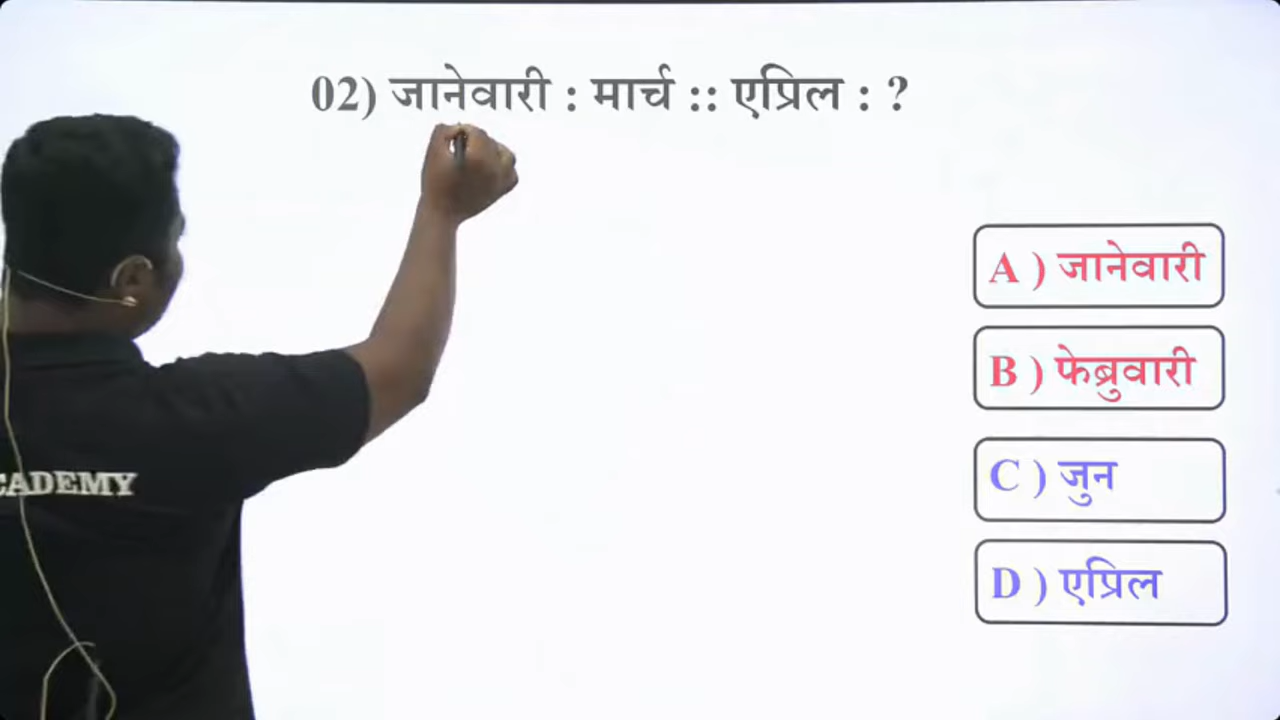 02) जानेवारी : मार्च :: एप्रिल : ?
A ) जानेवारी
B ) फेब्रुवारी
C ) जुन
D ) एप्रिल
CADEMY